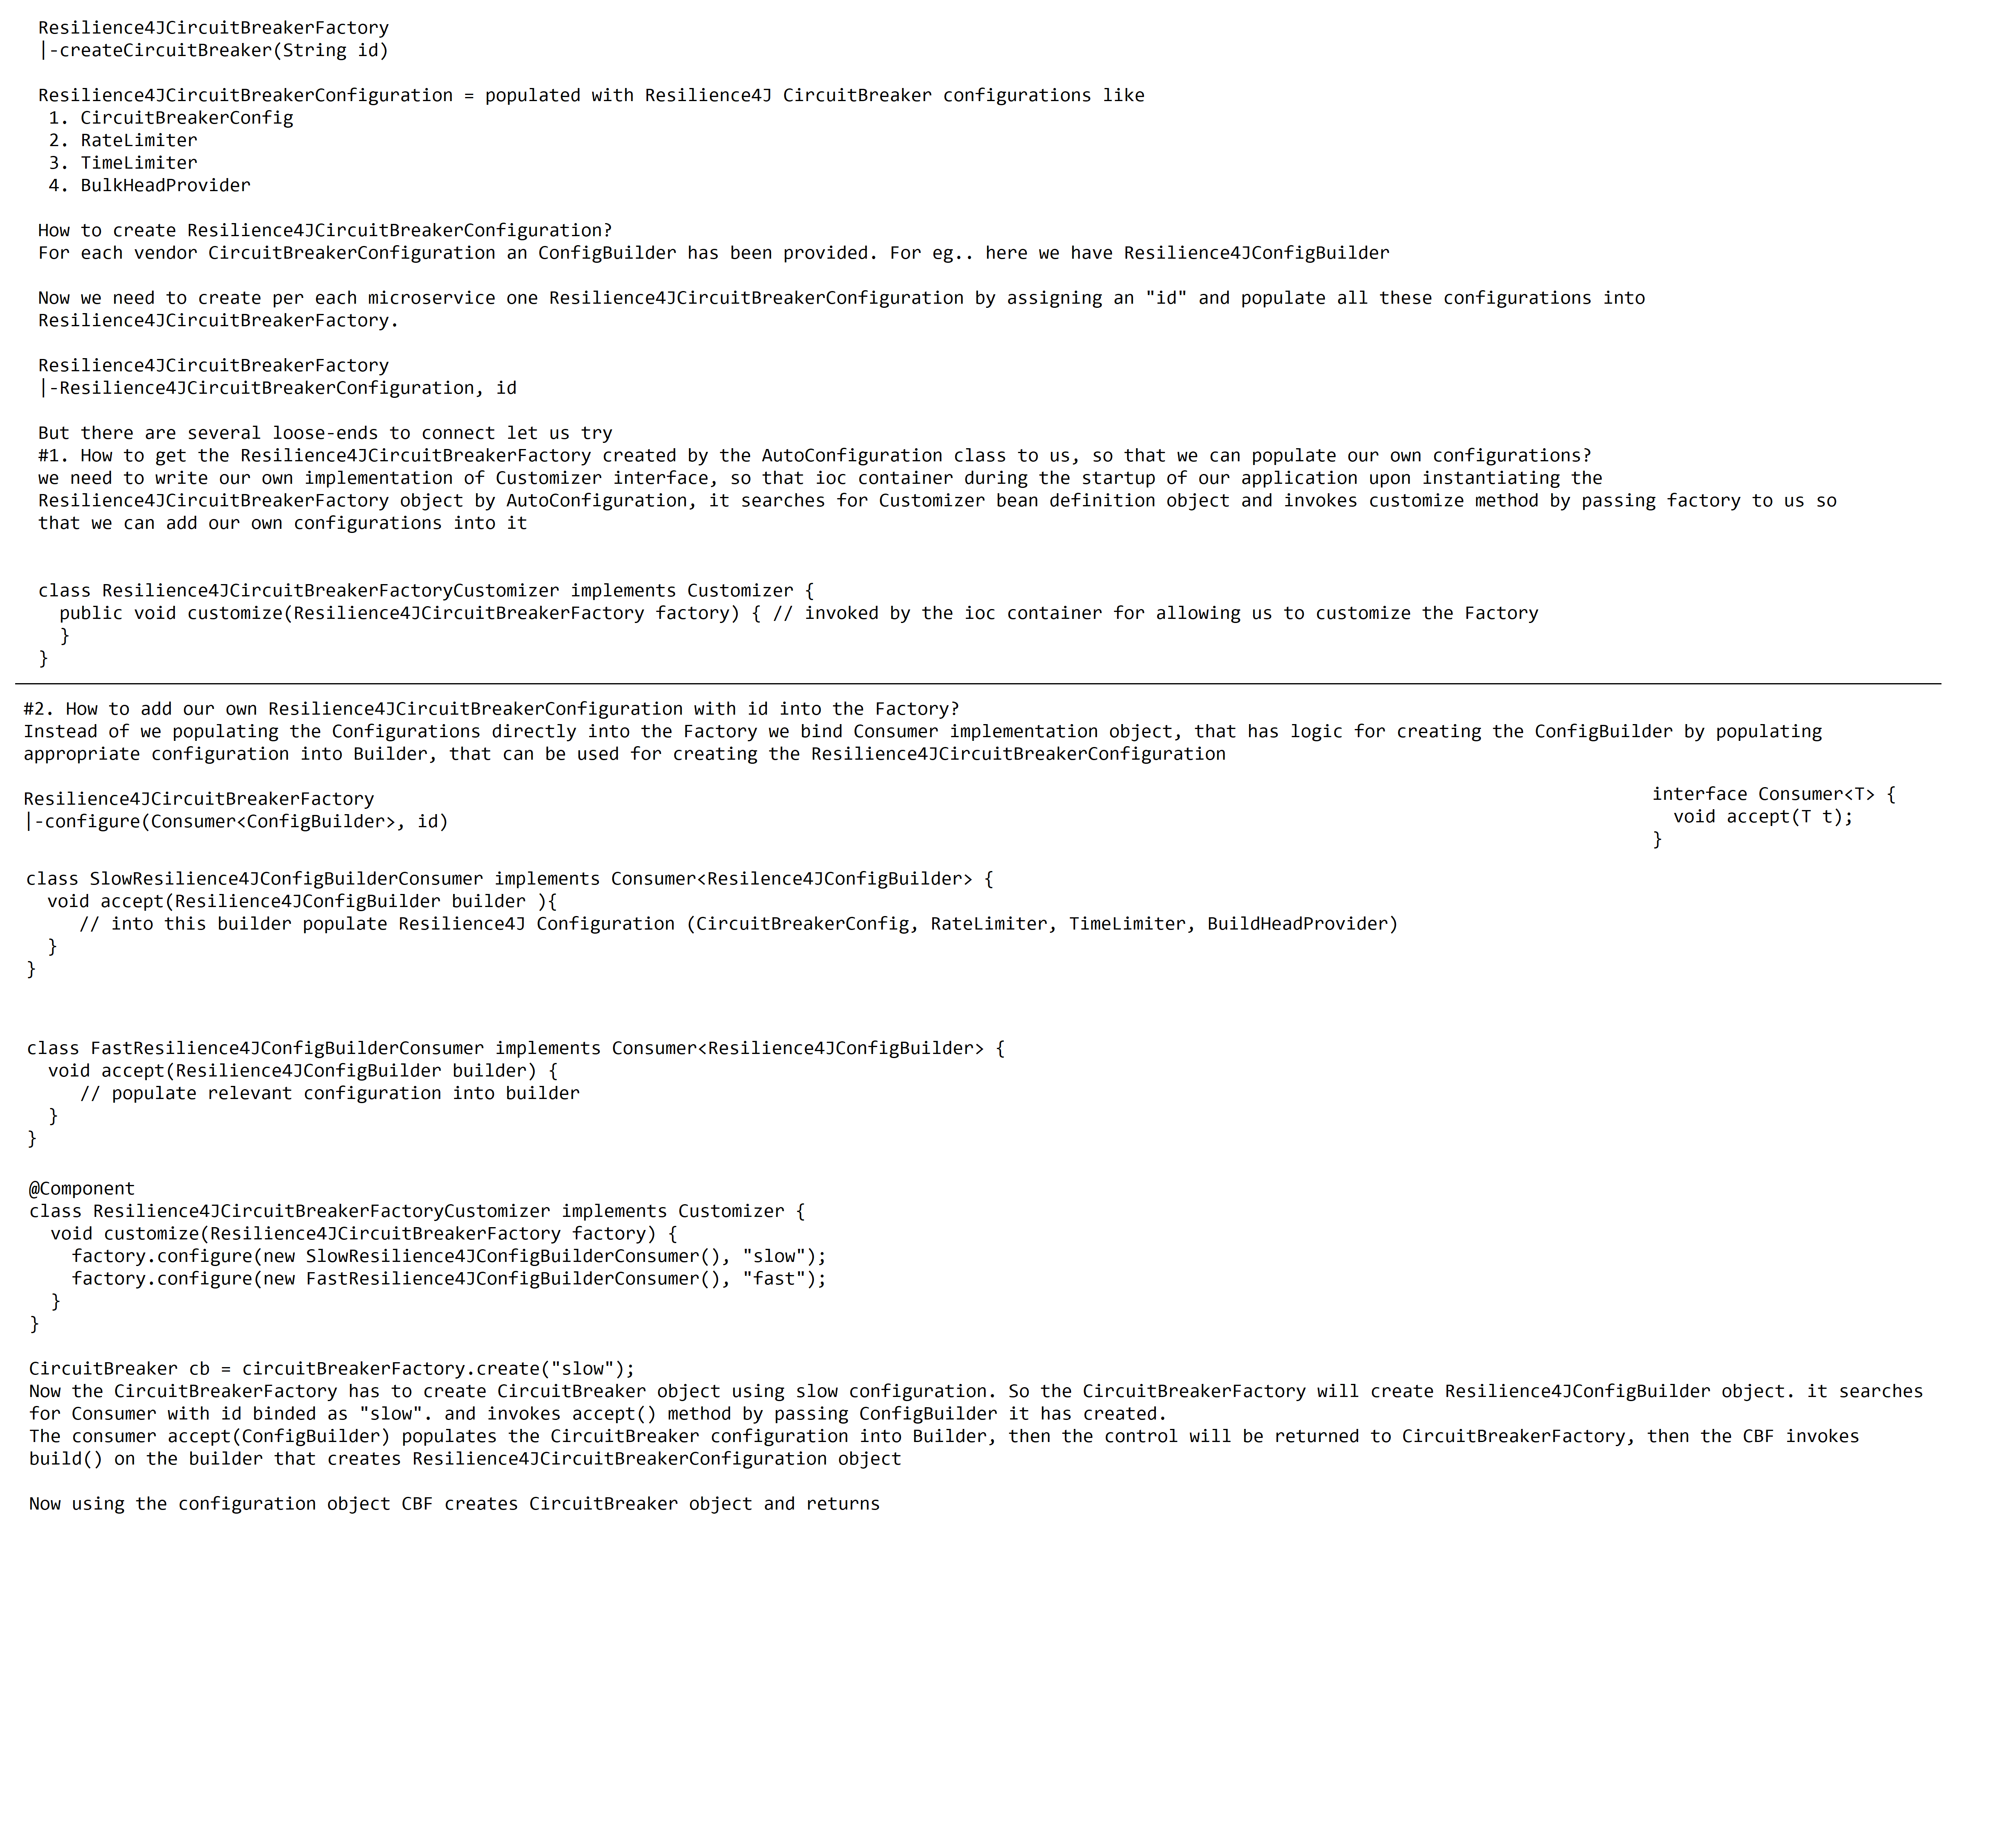 Resilience4JCircuitBreakerFactory
|-createCircuitBreaker(String id)

Resilience4JCircuitBreakerConfiguration = populated with Resilience4J CircuitBreaker configurations like
 1. CircuitBreakerConfig
 2. RateLimiter
 3. TimeLimiter
 4. BulkHeadProvider

How to create Resilience4JCircuitBreakerConfiguration?
For each vendor CircuitBreakerConfiguration an ConfigBuilder has been provided. For eg.. here we have Resilience4JConfigBuilder

Now we need to create per each microservice one Resilience4JCircuitBreakerConfiguration by assigning an "id" and populate all these configurations into
Resilience4JCircuitBreakerFactory.

Resilience4JCircuitBreakerFactory
|-Resilience4JCircuitBreakerConfiguration, id

But there are several loose-ends to connect let us try
#1. How to get the Resilience4JCircuitBreakerFactory created by the AutoConfiguration class to us, so that we can populate our own configurations?
we need to write our own implementation of Customizer interface, so that ioc container during the startup of our application upon instantiating the
Resilience4JCircuitBreakerFactory object by AutoConfiguration, it searches for Customizer bean definition object and invokes customize method by passing factory to us so
that we can add our own configurations into it

class Resilience4JCircuitBreakerFactoryCustomizer implements Customizer {
  public void customize(Resilience4JCircuitBreakerFactory factory) { // invoked by the ioc container for allowing us to customize the Factory
  }
}

#2. How to add our own Resilience4JCircuitBreakerConfiguration with id into the Factory?
Instead of we populating the Configurations directly into the Factory we bind Consumer implementation object, that has logic for creating the ConfigBuilder by populating
appropriate configuration into Builder, that can be used for creating the Resilience4JCircuitBreakerConfiguration

Resilience4JCircuitBreakerFactory
|-configure(Consumer<ConfigBuilder>, id)

interface Consumer<T> {
  void accept(T t);
}

class SlowResilience4JConfigBuilderConsumer implements Consumer<Resilence4JConfigBuilder> {
  void accept(Resilience4JConfigBuilder builder ){
     // into this builder populate Resilience4J Configuration (CircuitBreakerConfig, RateLimiter, TimeLimiter, BuildHeadProvider)
  }
}

class FastResilience4JConfigBuilderConsumer implements Consumer<Resilience4JConfigBuilder> {
  void accept(Resilience4JConfigBuilder builder) {
     // populate relevant configuration into builder
  }
}

@Component
class Resilience4JCircuitBreakerFactoryCustomizer implements Customizer {
  void customize(Resilience4JCircuitBreakerFactory factory) {
    factory.configure(new SlowResilience4JConfigBuilderConsumer(), "slow");
    factory.configure(new FastResilience4JConfigBuilderConsumer(), "fast");
  }
}

CircuitBreaker cb = circuitBreakerFactory.create("slow");
Now the CircuitBreakerFactory has to create CircuitBreaker object using slow configuration. So the CircuitBreakerFactory will create Resilience4JConfigBuilder object. it searches
for Consumer with id binded as "slow". and invokes accept() method by passing ConfigBuilder it has created.
The consumer accept(ConfigBuilder) populates the CircuitBreaker configuration into Builder, then the control will be returned to CircuitBreakerFactory, then the CBF invokes
build() on the builder that creates Resilience4JCircuitBreakerConfiguration object

Now using the configuration object CBF creates CircuitBreaker object and returns